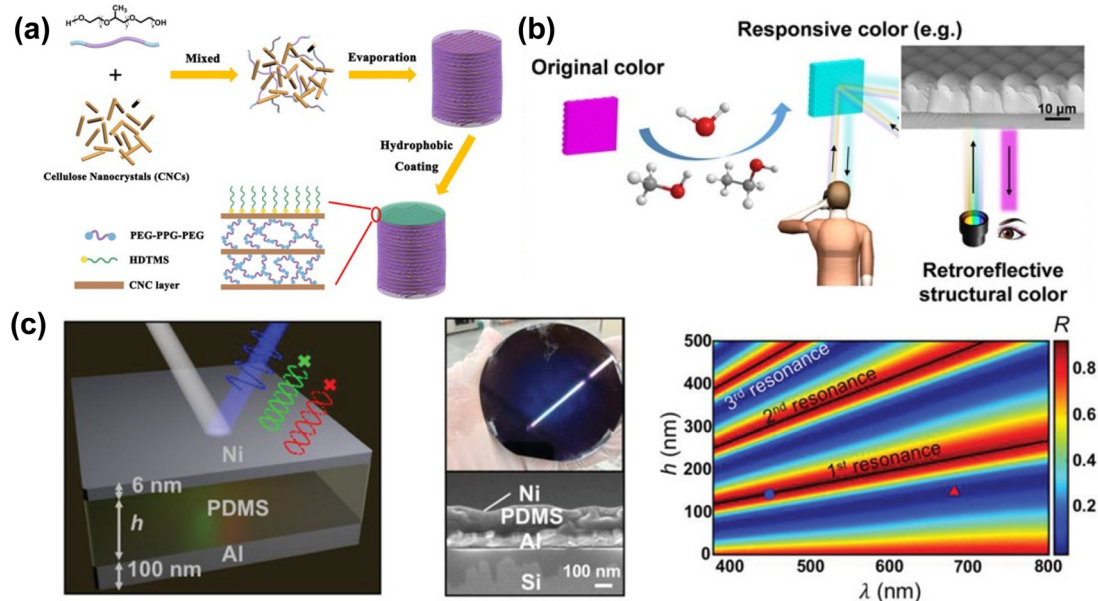 (a)
CH₃
H
O
O
O
OH
+
Mixed
Evaporation
Hydrophobic
Coating
Cellulose Nanocrystals (CNCs)
PEG-PPG-PEG
HDTMS
CNC layer
(b)
Original color
Responsive color (e.g.)
10 μm
Retroreflective
structural color
(c)
Ni
6 nm
PDMS
h
Al
100 nm
Ni
PDMS
Al
Si
100 nm
R
500
400
300
200
100
0
h (nm)
3rd resonance
2nd resonance
1st resonance
400
500
600
700
800
λ (nm)
0.8
0.6
0.4
0.2
0